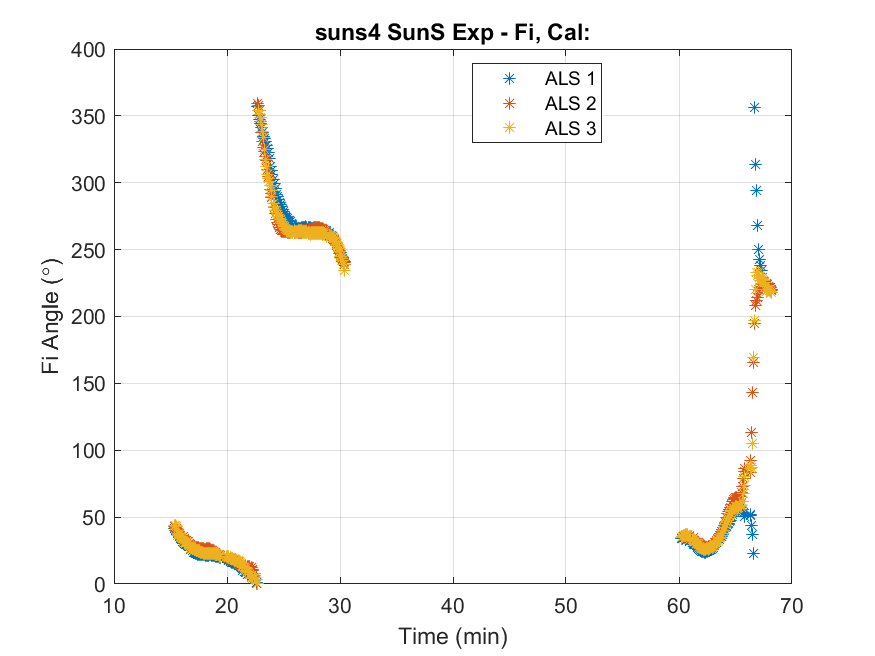 suns4 SunS Exp - Fi, Cal:
ALS 1
ALS 2
ALS 3
Fi Angle (°)
400
350
300
250
200
150
100
50
0
10 20 30 40 50 60 70
Time (min)